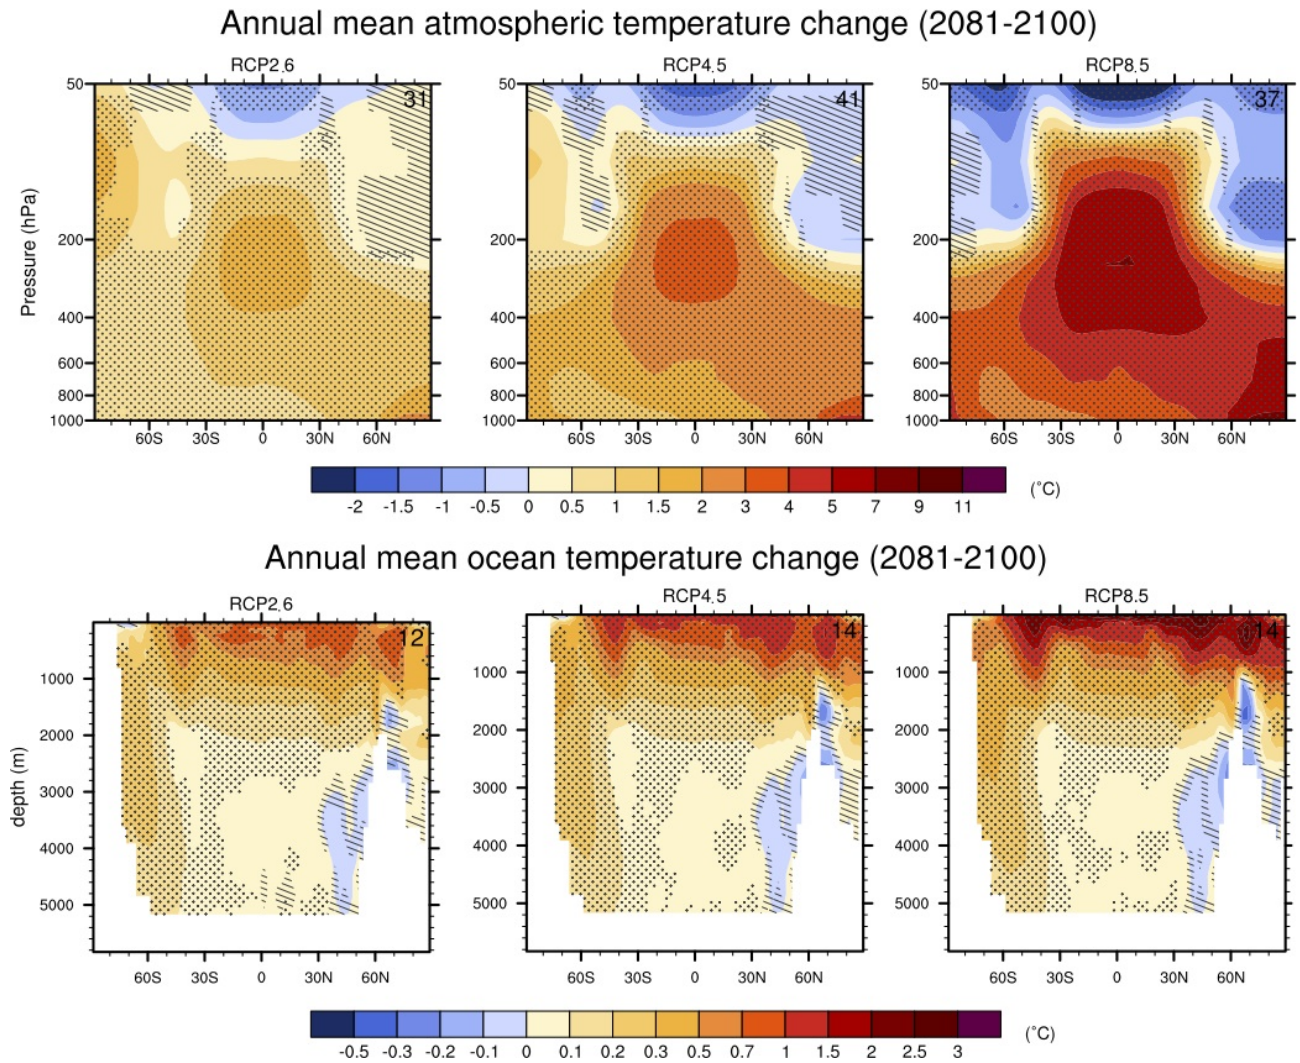 Annual mean atmospheric temperature change (2081-2100)
RCP2.6 RCP4.5 RCP8.5
50 50 50
31 41 37
Pressure (hPa)
200 200 200
400 400 400
600 600 600
800 800 800
1000 1000 1000
60S 30S 0 30N 60N 60S 30S 0 30N 60N 60S 30S 0 30N 60N
-2 -1.5 -1 -0.5 0 0.5 1 1.5 2 3 4 5 7 9 11 (°C)
Annual mean ocean temperature change (2081-2100)
RCP2.6 RCP4.5 RCP8.5
12 14 14
depth (m)
1000 1000 1000
2000 2000 2000
3000 3000 3000
4000 4000 4000
5000 5000 5000
60S 30S 0 30N 60N 60S 30S 0 30N 60N 60S 30S 0 30N 60N
-0.5 -0.3 -0.2 -0.1 0 0.1 0.2 0.3 0.5 0.7 1 1.5 2 2.5 3 (°C)